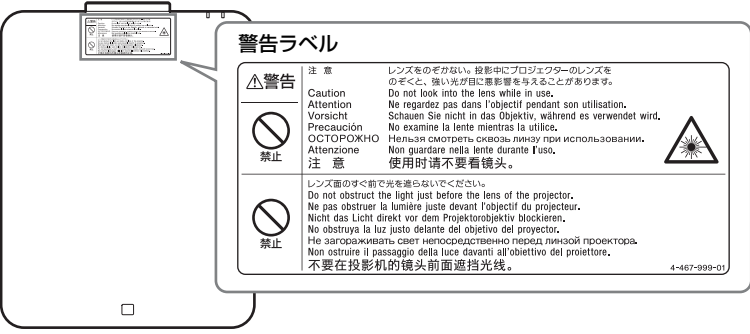 警告ラベル
⚠警告
禁止
注 意 レンズをのぞかない。投影中にプロジェクターのレンズを
のぞくと、強い光が目に悪影響を与えることがあります。
Caution Do not look into the lens while in use.
Attention Ne regardez pas dans l'objectif pendant son utilisation.
Vorsicht Schauen Sie nicht in das Objektiv, während es verwendet wird.
Precaución No examine la lente mientras la utilice.
ОСТОРОЖНО Нельзя смотреть сквозь линзу при использовании.
Attenzione Non guardare nella lente durante l'uso.
注 意 使用时请不要看镜头。
禁止
レンズ面のすぐ前で光を遮らないでください。
Do not obstruct the light just before the lens of the projector.
Ne pas obstruer la lumière juste devant l'objectif du projecteur.
Nicht das Licht direkt vor dem Projektorobjektiv blockieren.
No obstruya la luz justo delante del objetivo del proyector.
Не загораживать свет непосредственно перед линзой проектора.
Non ostruire il passaggio della luce davanti all'obiettivo del proiettore.
不要在投影机的镜头前面遮挡光线。
4-467-999-01